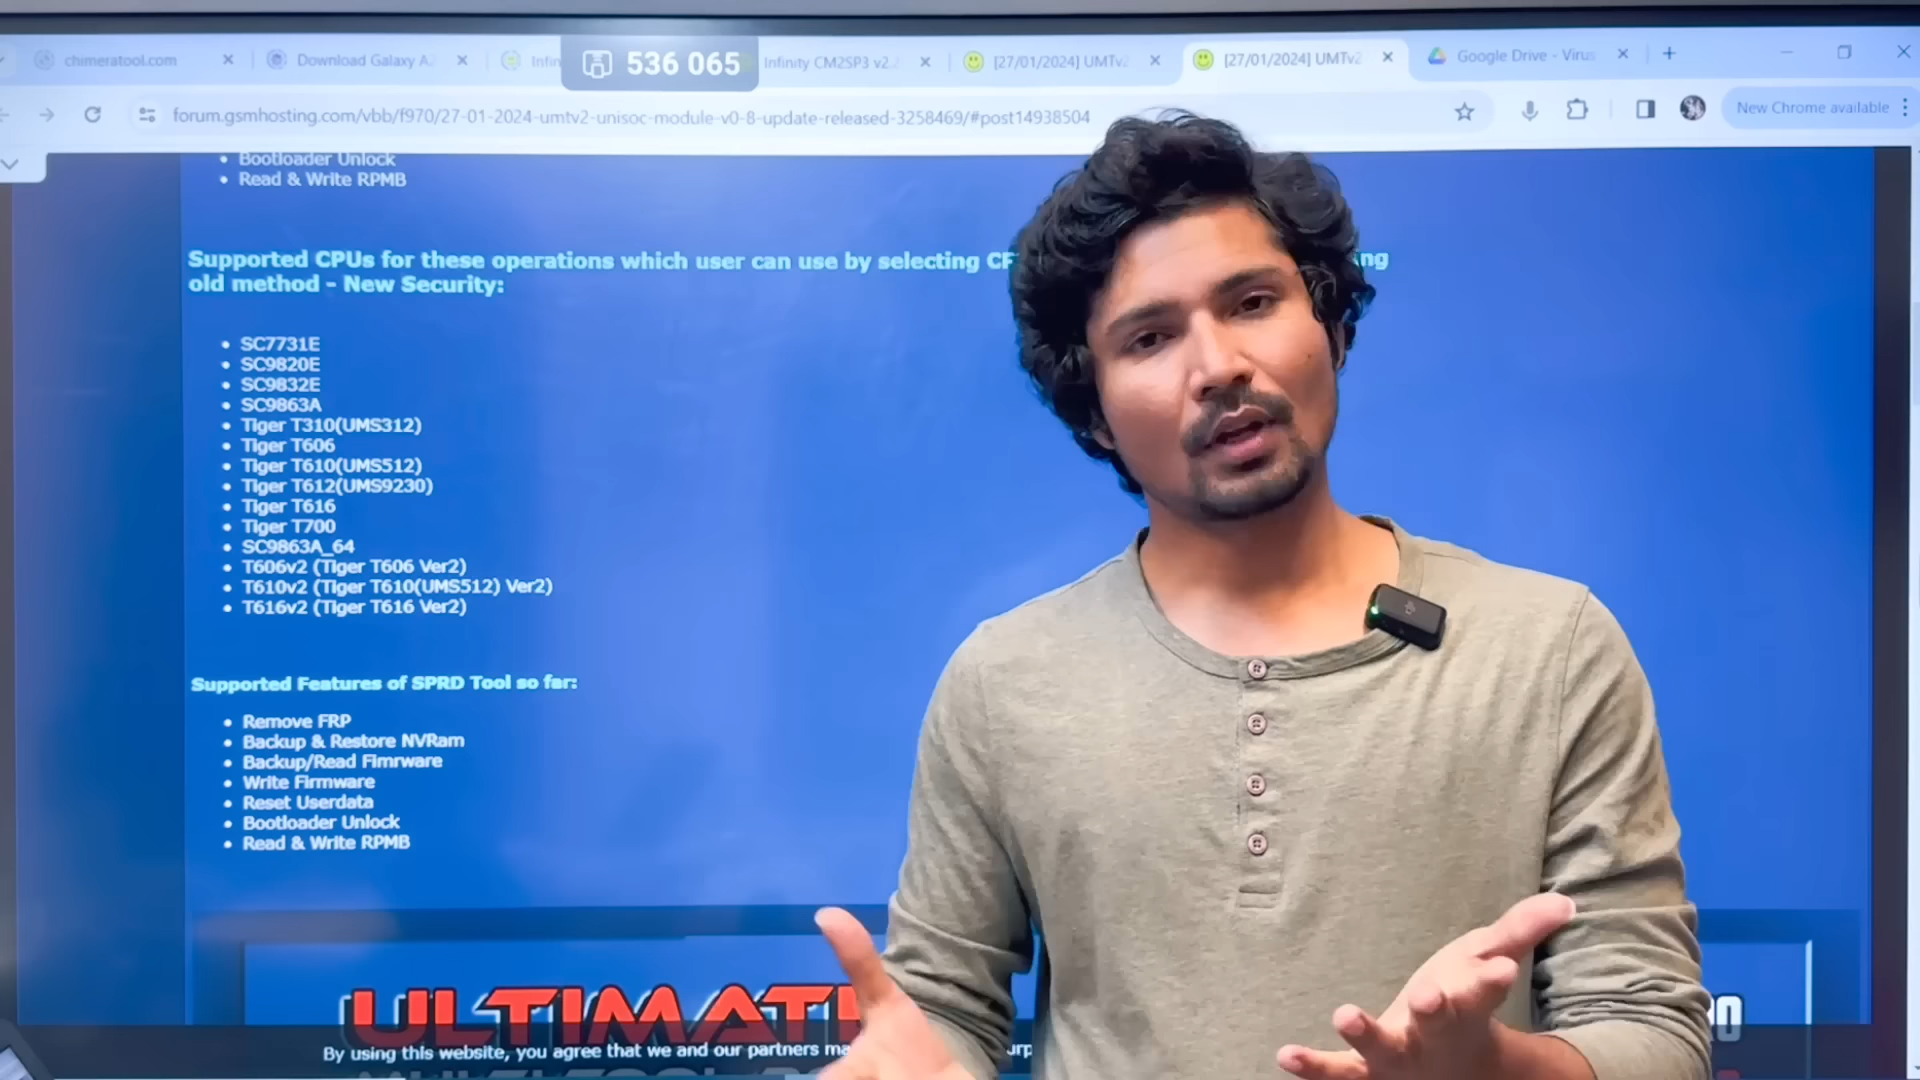 chimeratool.com
Download Galaxy A
Infin
536 065
Infinity CM2SP3 v2.
[27/01/2024] UMTv2
[27/01/2024] UMTv2
Google Drive - Virus
forum.gsmhosting.com/vbb/f970/27-01-2024-umtv2-unisoc-module-v0-8-update-released-3258469/#post14938504
New Chrome available
Bootloader Unlock
Read & Write RPMB
Supported CPUs for these operations which user can use by selecting CP
ng
old method - New Security:
SC7731E
SC9820E
SC9832E
SC9863A
Tiger T310(UMS312)
Tiger T606
Tiger T610(UMS512)
Tiger T612(UMS9230)
Tiger T616
Tiger T700
SC9863A_64
T606v2 (Tiger T606 Ver2)
T610v2 (Tiger T610(UMS512) Ver2)
T616v2 (Tiger T616 Ver2)
Supported Features of SPRD Tool so far:
Remove FRP
Backup & Restore NVRam
Backup/Read Fimrware
Write Firmware
Reset Userdata
Bootloader Unlock
Read & Write RPMB
ULTIMAT
By using this website, you agree that we and our partners ma
urp